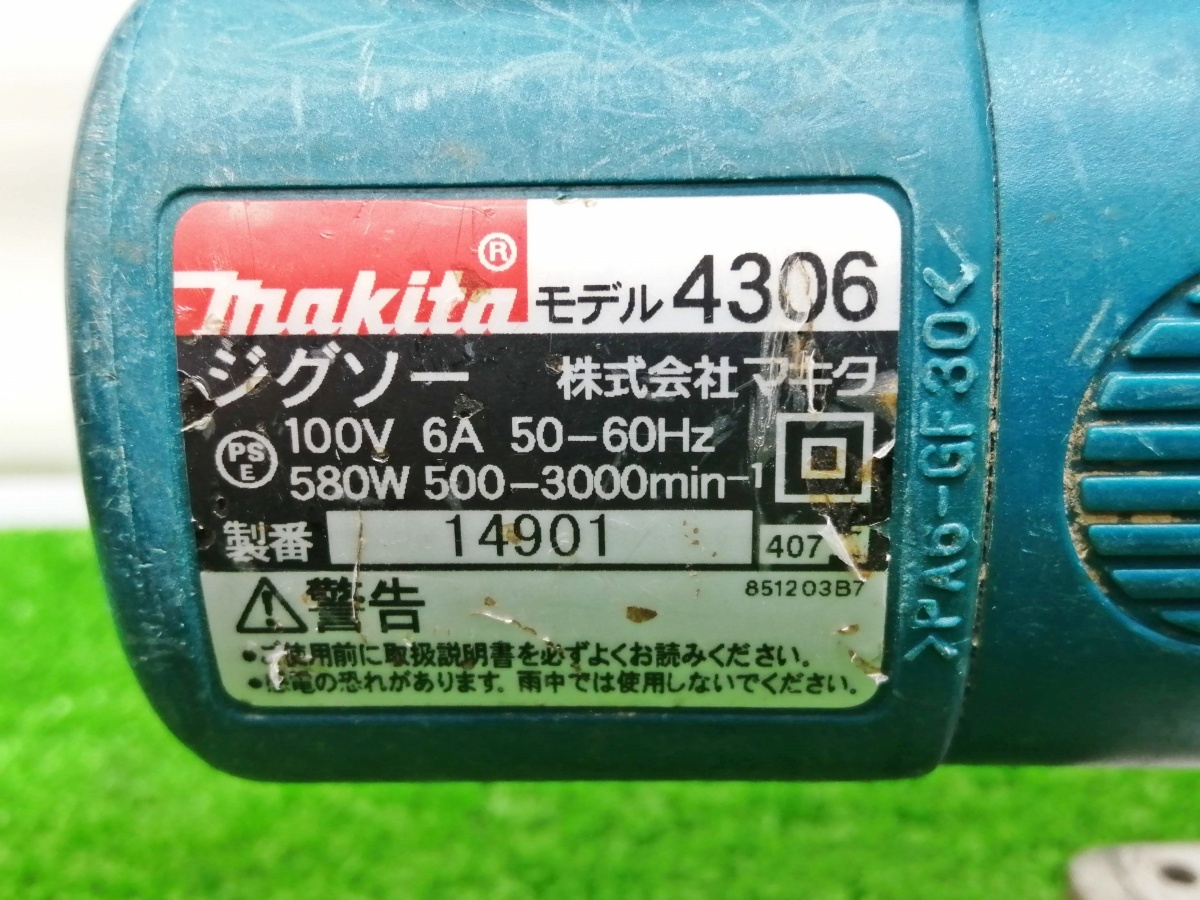 makita®
モデル 4306
ジグソー 株式会社マキタ
PS E
100V 6A 50-60Hz
580W 500-3000min-1
製番 14901 407
851203B7
警告
•ご使用前に取扱説明書を必ずよくお読みください。
•電の恐れがあります。雨中では使用しないでください。
>PA6-GF30<